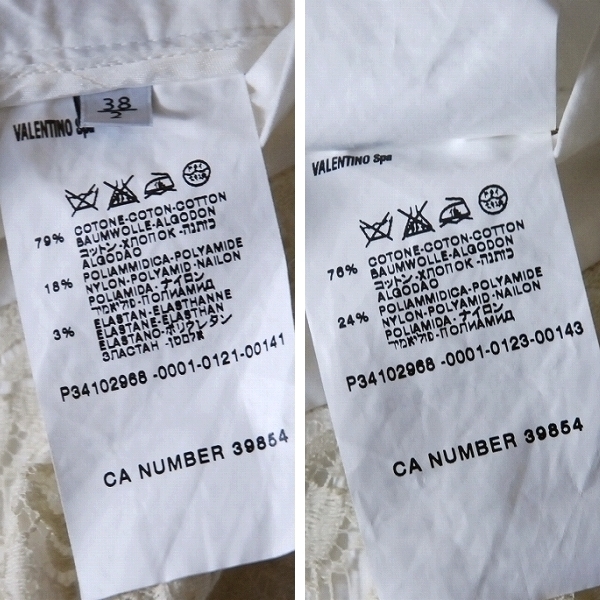 38
2
VALENTINO Spa
79% COTONE-COTON-COTTON
BAUMWOLLE-ALGODON
コットン-ХЛОПОК-כותנה
ALGODAO
18% POLIAMMIDICA-POLYAMIDE
NYLON-POLYAMID-NAILON
POLIAMIDA-ナイロン
ПОЛИАМИД
3% ELASTAN-ELASTHANNE
ELASTANE-ELASTHAN
ELASTANO-ポリウレタン
ЭЛАСТАН
P34102968 -0001-0121-00141
CA NUMBER 39854
VALENTINO Spa
76% COTONE-COTON-COTTON
BAUMWOLLE-ALGODON
コットン-ХЛОПОК-כותנה
ALGODAO
24% POLIAMMIDICA-POLYAMIDE
NYLON-POLYAMID-NAILON
POLIAMIDA-ナイロン
ПОЛИАМИД
P34102968 -0001-0123-00143
CA NUMBER 39854